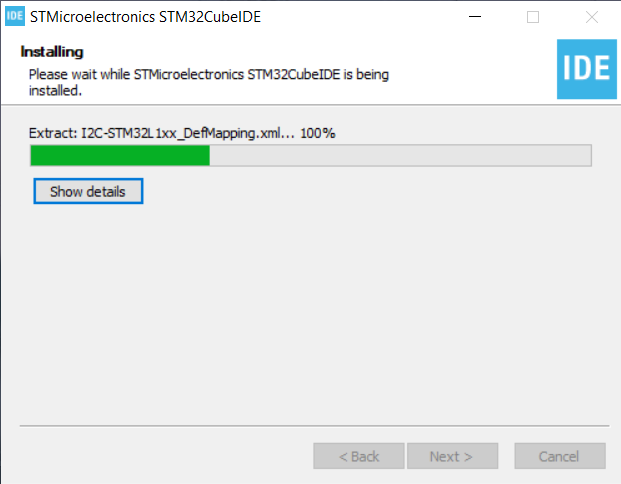 IDE STMicroelectronics STM32CubeIDE
Installing
Please wait while STMicroelectronics STM32CubeIDE is being
installed.
IDE
Extract: I2C-STM32L1xx_DefMapping.xml... 100%
Show details
< Back Next > Cancel